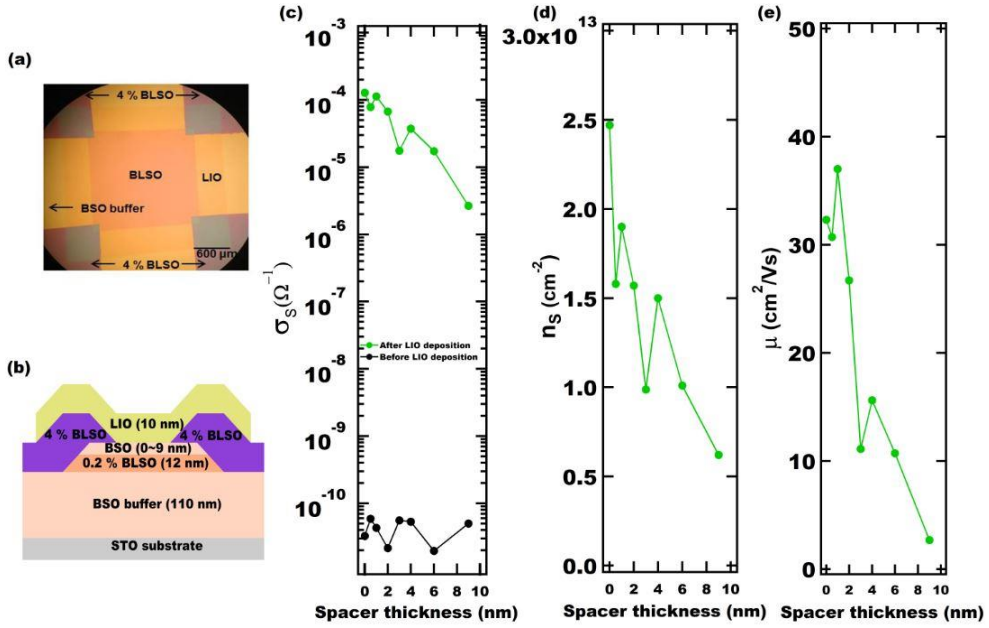 (a)
4 % BLSO
BLSO
LIO
BSO buffer
600 µm
4 % BLSO
(b)
LIO (10 nm)
4 % BLSO
4 % BLSO
BSO (0~9 nm)
0.2 % BLSO (12 nm)
BSO buffer (110 nm)
STO substrate
(c)
10⁻³
10⁻⁴
10⁻⁵
10⁻⁶
10⁻⁷
10⁻⁸
10⁻⁹
10⁻¹⁰
σS(Ω⁻¹)
After LIO deposition
Before LIO deposition
0 2 4 6 8 10
Spacer thickness (nm)
(d)
3.0x10¹³
2.5
2.0
1.5
1.0
0.5
0.0
nS (cm⁻²)
0 2 4 6 8 10
Spacer thickness (nm)
(e)
50
40
30
20
10
0
µ (cm²/Vs)
0 2 4 6 8 10
Spacer thickness (nm)